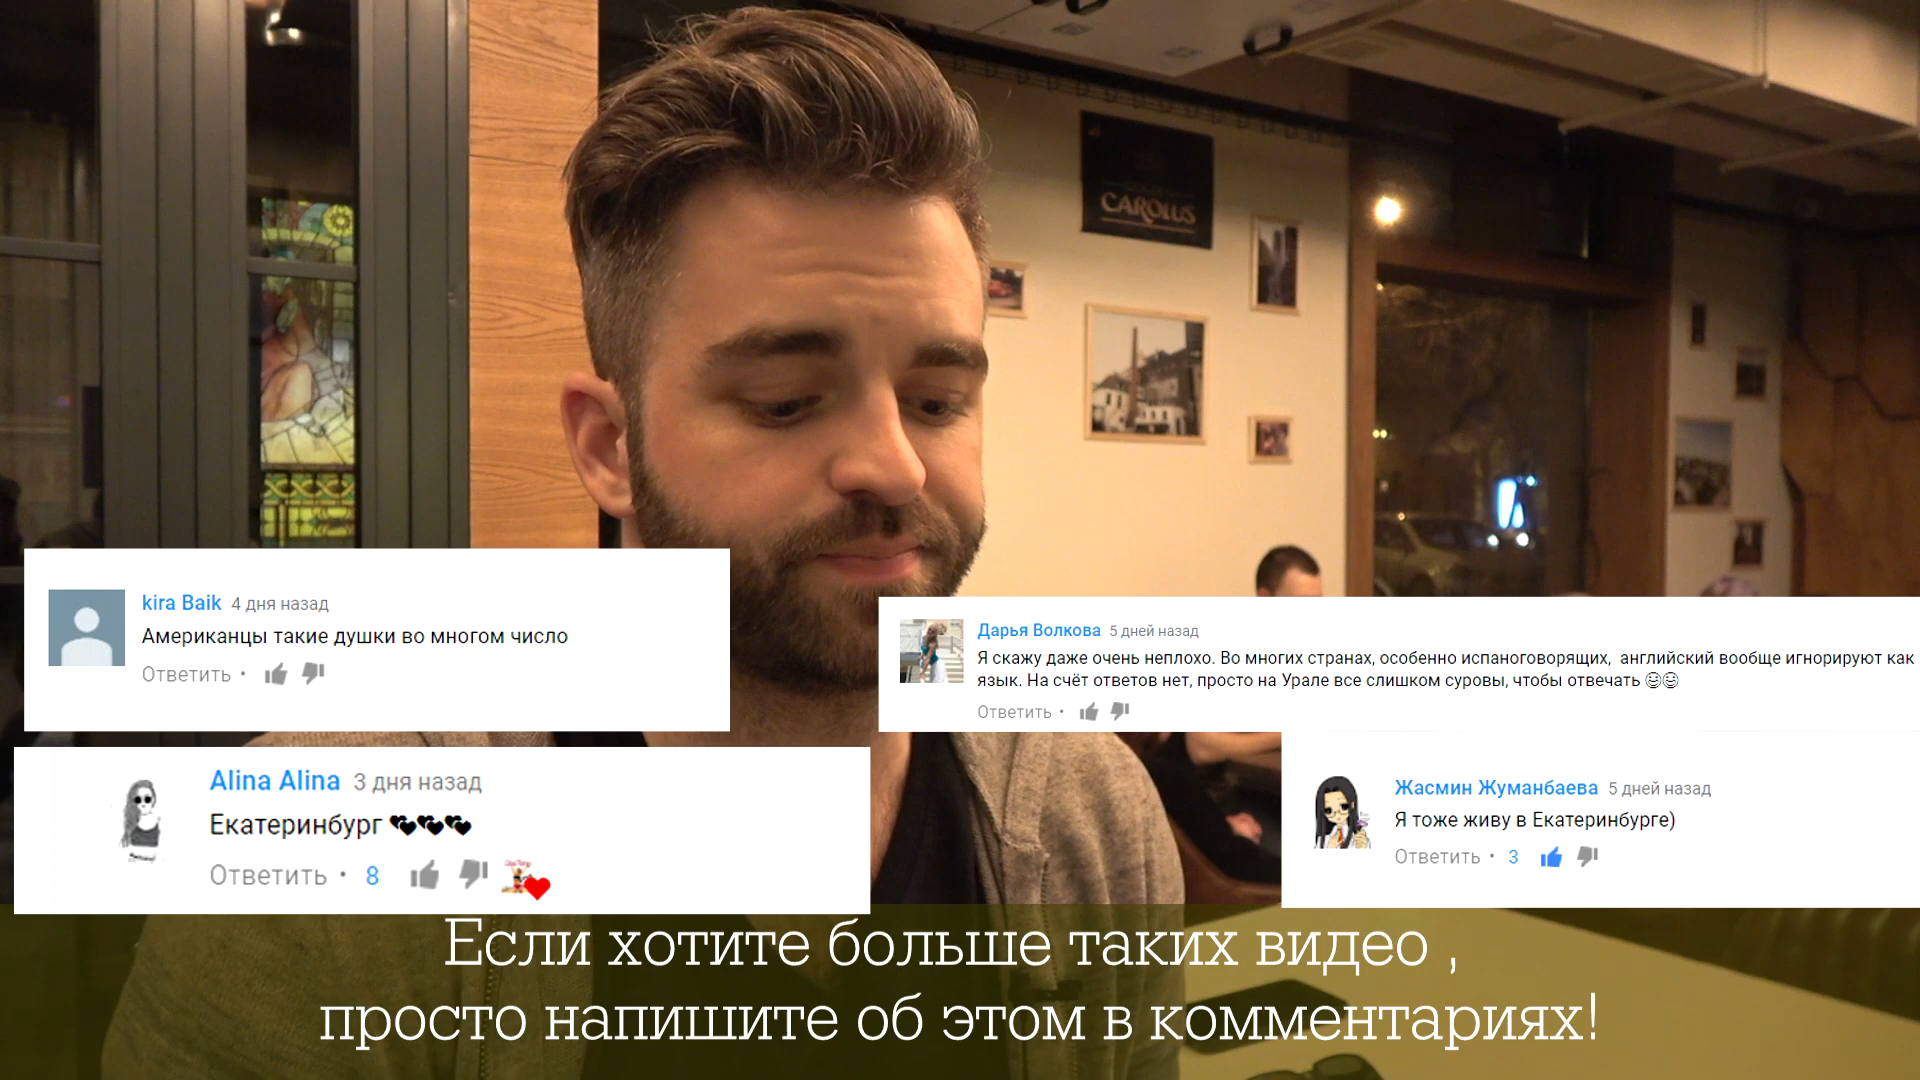 CAROLUS
kira Baik 4 дня назад
Американцы такие душки во многом число
Ответить •
Дарья Волкова 5 дней назад
Я скажу даже очень неплохо. Во многих странах, особенно испаноговорящих, английский вообще игнорируют как
язык. На счёт ответов нет, просто на Урале все слишком суровы, чтобы отвечать 😆😆
Ответить •
Alina Alina 3 дня назад
Екатеринбург 💕💕💕
Ответить • 8
Жасмин Жуманбаева 5 дней назад
Я тоже живу в Екатеринбурге)
Ответить • 3
Если хотите больше таких видео ,
просто напишите об этом в комментариях!